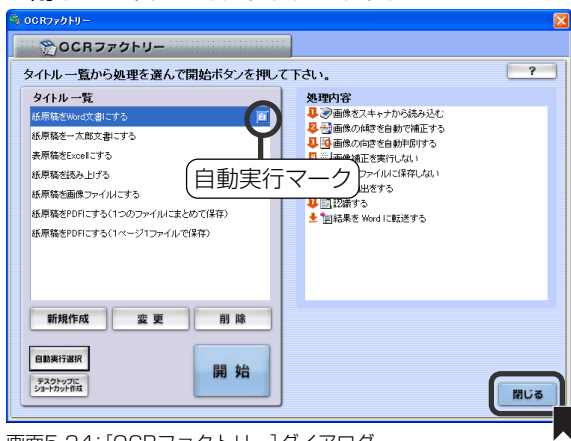 OCRファクトリー
OCRファクトリー
タイトル一覧から処理を選んで開始ボタンを押して下さい。
?
タイトル一覧
紙原稿をWord文書にする
紙原稿を一太郎文書にする
表原稿をExcelにする
紙原稿を読み上げる
紙原稿を画像ファイルにする
紙原稿をPDFにする(1つのファイルにまとめて保存)
紙原稿をPDFにする(1ページ1ファイルで保存)
自動実行マーク
処理内容
画像をスキャナから読み込む
画像の傾きを自動で補正する
画像の向きを自動判別する
画像補正を実行しない
ファイルに保存しない
出をする
認識する
結果を Word に転送する
新規作成
変更
削除
自動実行選択
デスクトップに
ショートカット作成
開始
閉じる
画面5-24:[OCRファクトリー]ダイアログ